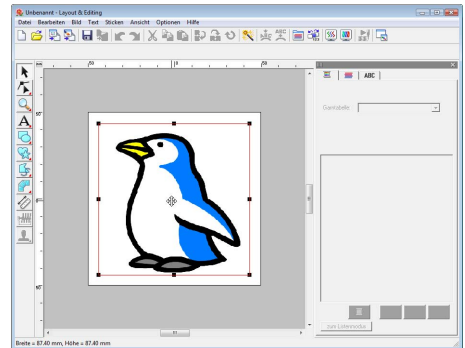 Unbenannt - Layout & Editing
Datei Bearbeiten Bild Text Sticken Ansicht Optionen Hilfe
ABC
Garntabelle
zum Listenmodus
Breite = 87.40 mm, Höhe = 87.40 mm